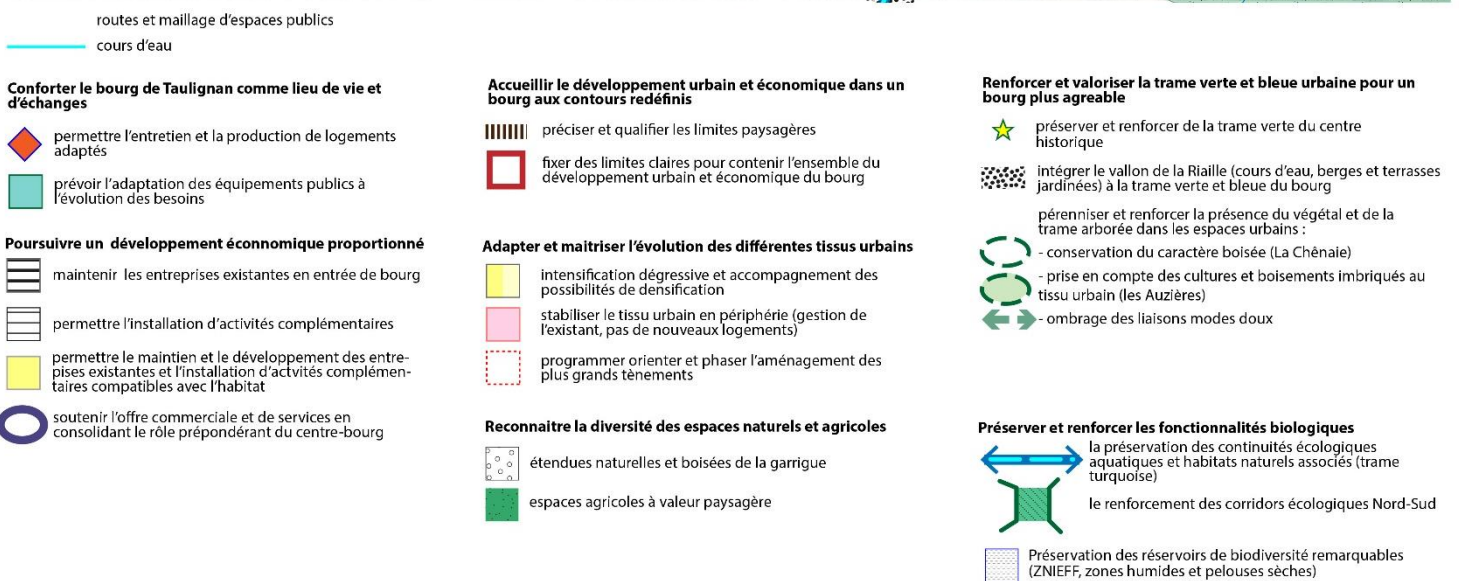 routes et maillage d'espaces publics
cours d'eau
Conforter le bourg de Taulignan comme lieu de vie et
d'échanges
permettre l'entretien et la production de logements
adaptés
prévoir l'adaptation des équipements publics à
l'évolution des besoins
Poursuivre un développement éconnomique proportionné
maintenir les entreprises existantes en entrée de bourg
permettre l'installation d'activités complémentaires
permettre le maintien et le développement des entre-
pises existantes et l'installation d'actvités complémen-
taires compatibles avec l'habitat
soutenir l'offre commerciale et de services en
consolidant le rôle prépondérant du centre-bourg
Accueillir le développement urbain et économique dans un
bourg aux contours redéfinis
préciser et qualifier les limites paysagères
fixer des limites claires pour contenir l'ensemble du
développement urbain et économique du bourg
Adapter et maitriser l'évolution des différentes tissus urbains
intensification dégressive et accompagnement des
possibilités de densification
stabiliser le tissu urbain en périphérie (gestion de
l'existant, pas de nouveaux logements)
programmer orienter et phaser l'aménagement des
plus grands tènements
Reconnaitre la diversité des espaces naturels et agricoles
étendues naturelles et boisées de la garrigue
espaces agricoles à valeur paysagère
Renforcer et valoriser la trame verte et bleue urbaine pour un
bourg plus agreable
préserver et renforcer de la trame verte du centre
historique
intégrer le vallon de la Riaille (cours d'eau, berges et terrasses
jardinées) à la trame verte et bleue du bourg
pérenniser et renforcer la présence du végétal et de la
trame arborée dans les espaces urbains :
- conservation du caractère boisée (La Chênaie)
- prise en compte des cultures et boisements imbriqués au
tissu urbain (les Auzières)
- ombrage des liaisons modes doux
Préserver et renforcer les fonctionnalités biologiques
la préservation des continuités écologiques
aquatiques et habitats naturels associés (trame
turquoise)
le renforcement des corridors écologiques Nord-Sud
Préservation des réservoirs de biodiversité remarquables
(ZNIEFF, zones humides et pelouses sèches)